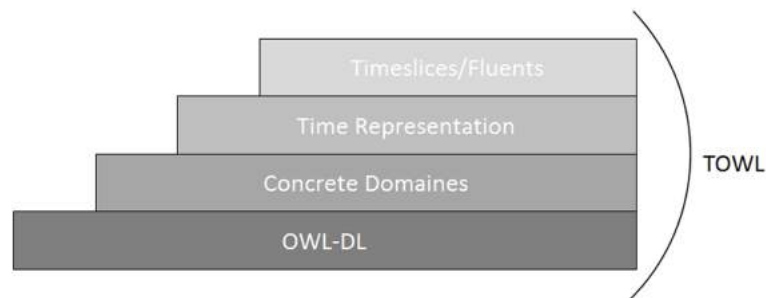 Timeslices/Fluents
Time Representation
TOWL
Concrete Domaines
OWL-DL